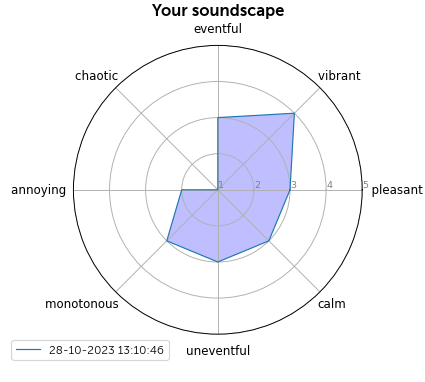 Your soundscape
eventful
chaotic
vibrant
annoying
1 2 3 4 5
pleasant
monotonous
calm
28-10-2023 13:10:46
uneventful